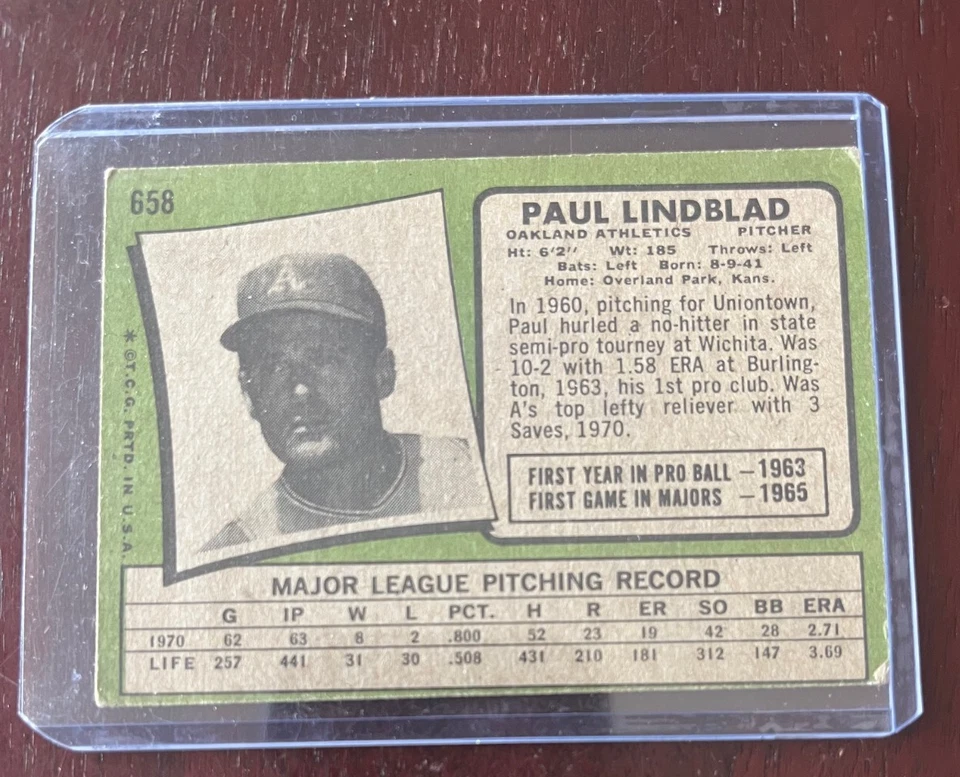 658
A
* ©T.C.G. PRTD. IN U.S.A.
PAUL LINDBLAD
OAKLAND ATHLETICS PITCHER
Ht: 6'2" Wt: 185 Throws: Left
Bats: Left Born: 8-9-41
Home: Overland Park, Kans.
In 1960, pitching for Uniontown,
Paul hurled a no-hitter in state
semi-pro tourney at Wichita. Was
10-2 with 1.58 ERA at Burling-
ton, 1963, his 1st pro club. Was
A's top lefty reliever with 3
Saves, 1970.
FIRST YEAR IN PRO BALL —1963
FIRST GAME IN MAJORS —1965
MAJOR LEAGUE PITCHING RECORD
G IP W L PCT. H R ER SO BB ERA
1970 62 63 8 2 .800 52 23 19 42 28 2.71
LIFE 257 441 31 30 .508 431 210 181 312 147 3.69